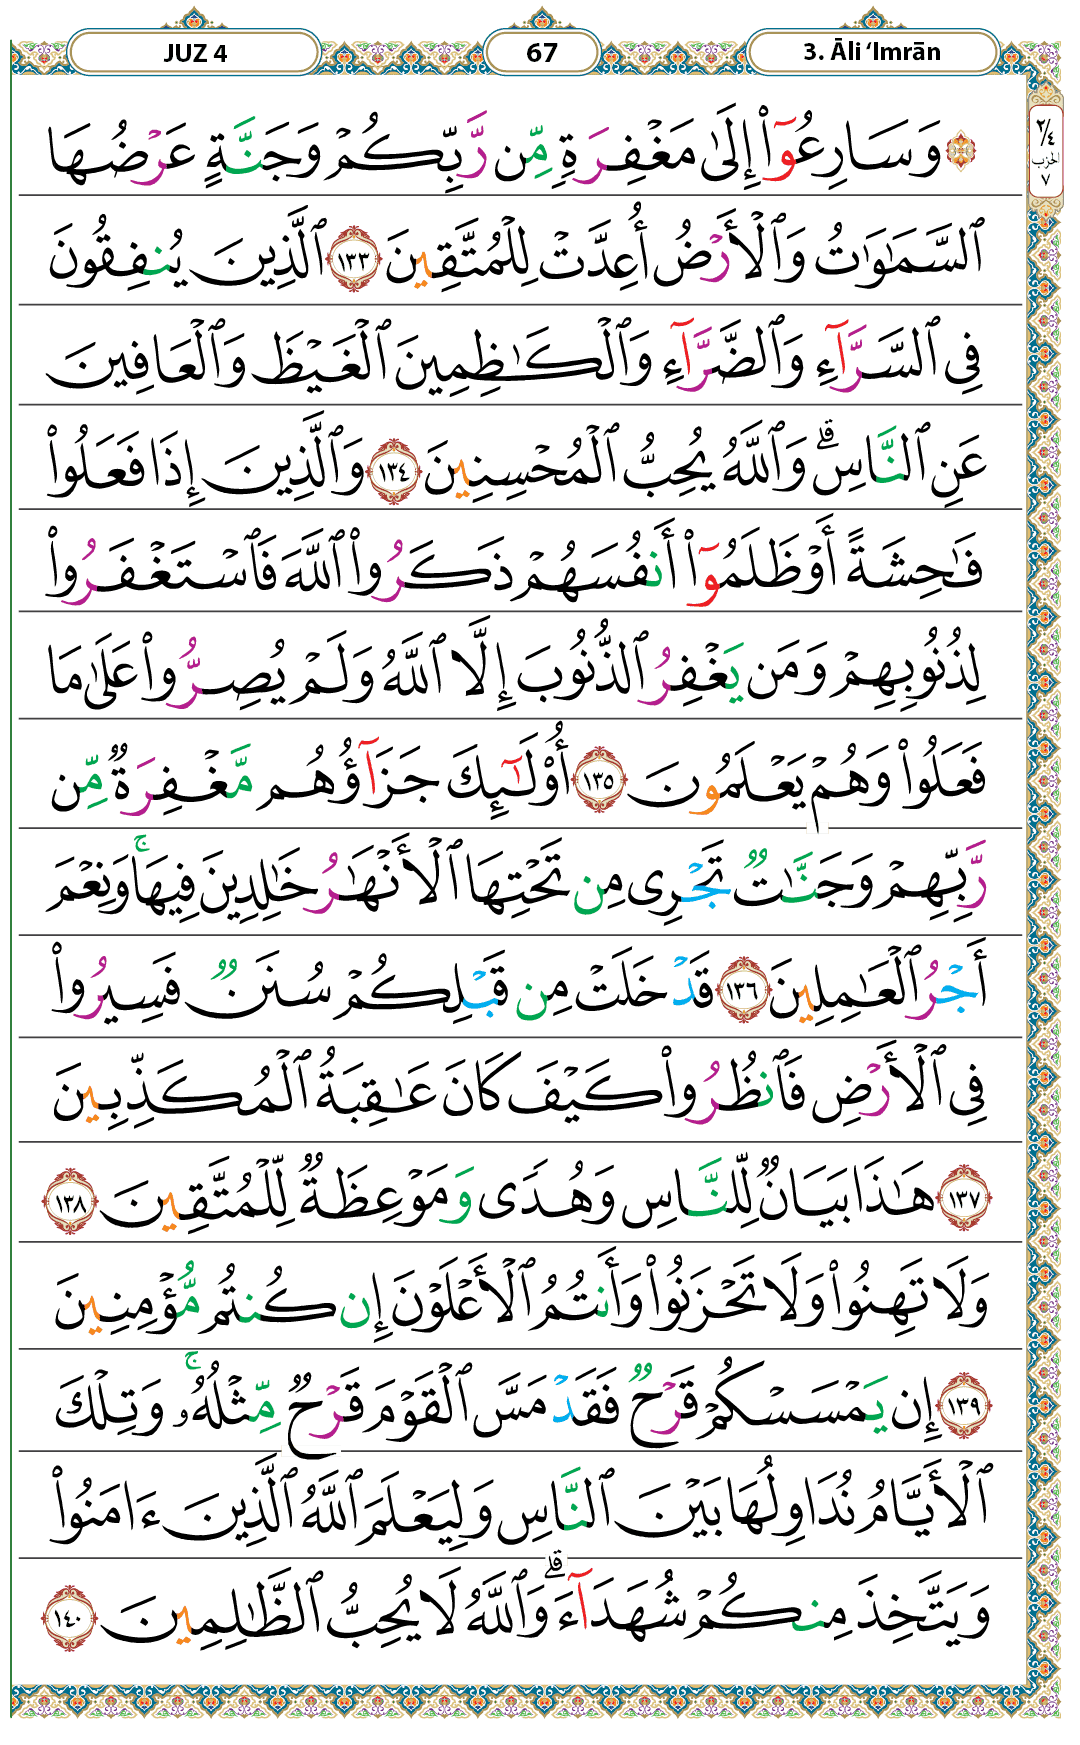 JUZ 4
67
3. Āli ‘Imrān
٢/٤
الحزب
٧
۞ وَسَارِعُوٓا۟ إِلَىٰ مَغْفِرَةٍ مِّن رَّبِّكُمْ وَجَنَّةٍ عَرْضُهَا
ٱلسَّمَـٰوَٰتُ وَٱلْأَرْضُ أُعِدَّتْ لِلْمُتَّقِينَ ١٣٣ ٱلَّذِينَ يُنفِقُونَ
فِى ٱلسَّرَّآءِ وَٱلضَّرَّآءِ وَٱلْكَـٰظِمِينَ ٱلْغَيْظَ وَٱلْعَافِينَ
عَنِ ٱلنَّاسِ ۗ وَٱللَّهُ يُحِبُّ ٱلْمُحْسِنِينَ ١٣٤ وَٱلَّذِينَ إِذَا فَعَلُوا۟
فَـٰحِشَةً أَوْ ظَلَمُوٓا۟ أَنفُسَهُمْ ذَكَرُوا۟ ٱللَّهَ فَٱسْتَغْفَرُوا۟
لِذُنُوبِهِمْ وَمَن يَغْفِرُ ٱلذُّنُوبَ إِلَّا ٱللَّهُ وَلَمْ يُصِرُّوا۟ عَلَىٰ مَا
فَعَلُوا۟ وَهُمْ يَعْلَمُونَ ١٣٥ أُو۟لَـٰٓئِكَ جَزَآؤُهُم مَّغْفِرَةٌ مِّن
رَّبِّهِمْ وَجَنَّـٰتٌ تَجْرِى مِن تَحْتِهَا ٱلْأَنْهَـٰرُ خَـٰلِدِينَ فِيهَا ۚ وَنِعْمَ
أَجْرُ ٱلْعَـٰمِلِينَ ١٣٦ قَدْ خَلَتْ مِن قَبْلِكُمْ سُنَنٌ فَسِيرُوا۟
فِى ٱلْأَرْضِ فَٱنظُرُوا۟ كَيْفَ كَانَ عَـٰقِبَةُ ٱلْمُكَذِّبِينَ
١٣٧ هَـٰذَا بَيَانٌ لِّلنَّاسِ وَهُدًى وَمَوْعِظَةٌ لِّلْمُتَّقِينَ ١٣٨
وَلَا تَهِنُوا۟ وَلَا تَحْزَنُوا۟ وَأَنتُمُ ٱلْأَعْلَوْنَ إِن كُنتُم مُّؤْمِنِينَ
١٣٩ إِن يَمْسَسْكُمْ قَرْحٌ فَقَدْ مَسَّ ٱلْقَوْمَ قَرْحٌ مِّثْلُهُۥ ۚ وَتِلْكَ
ٱلْأَيَّامُ نُدَاوِلُهَا بَيْنَ ٱلنَّاسِ وَلِيَعْلَمَ ٱللَّهُ ٱلَّذِينَ ءَامَنُوا۟
وَيَتَّخِذَ مِنكُمْ شُهَدَآءَ ۗ وَٱللَّهُ لَا يُحِبُّ ٱلظَّـٰلِمِينَ ١٤٠